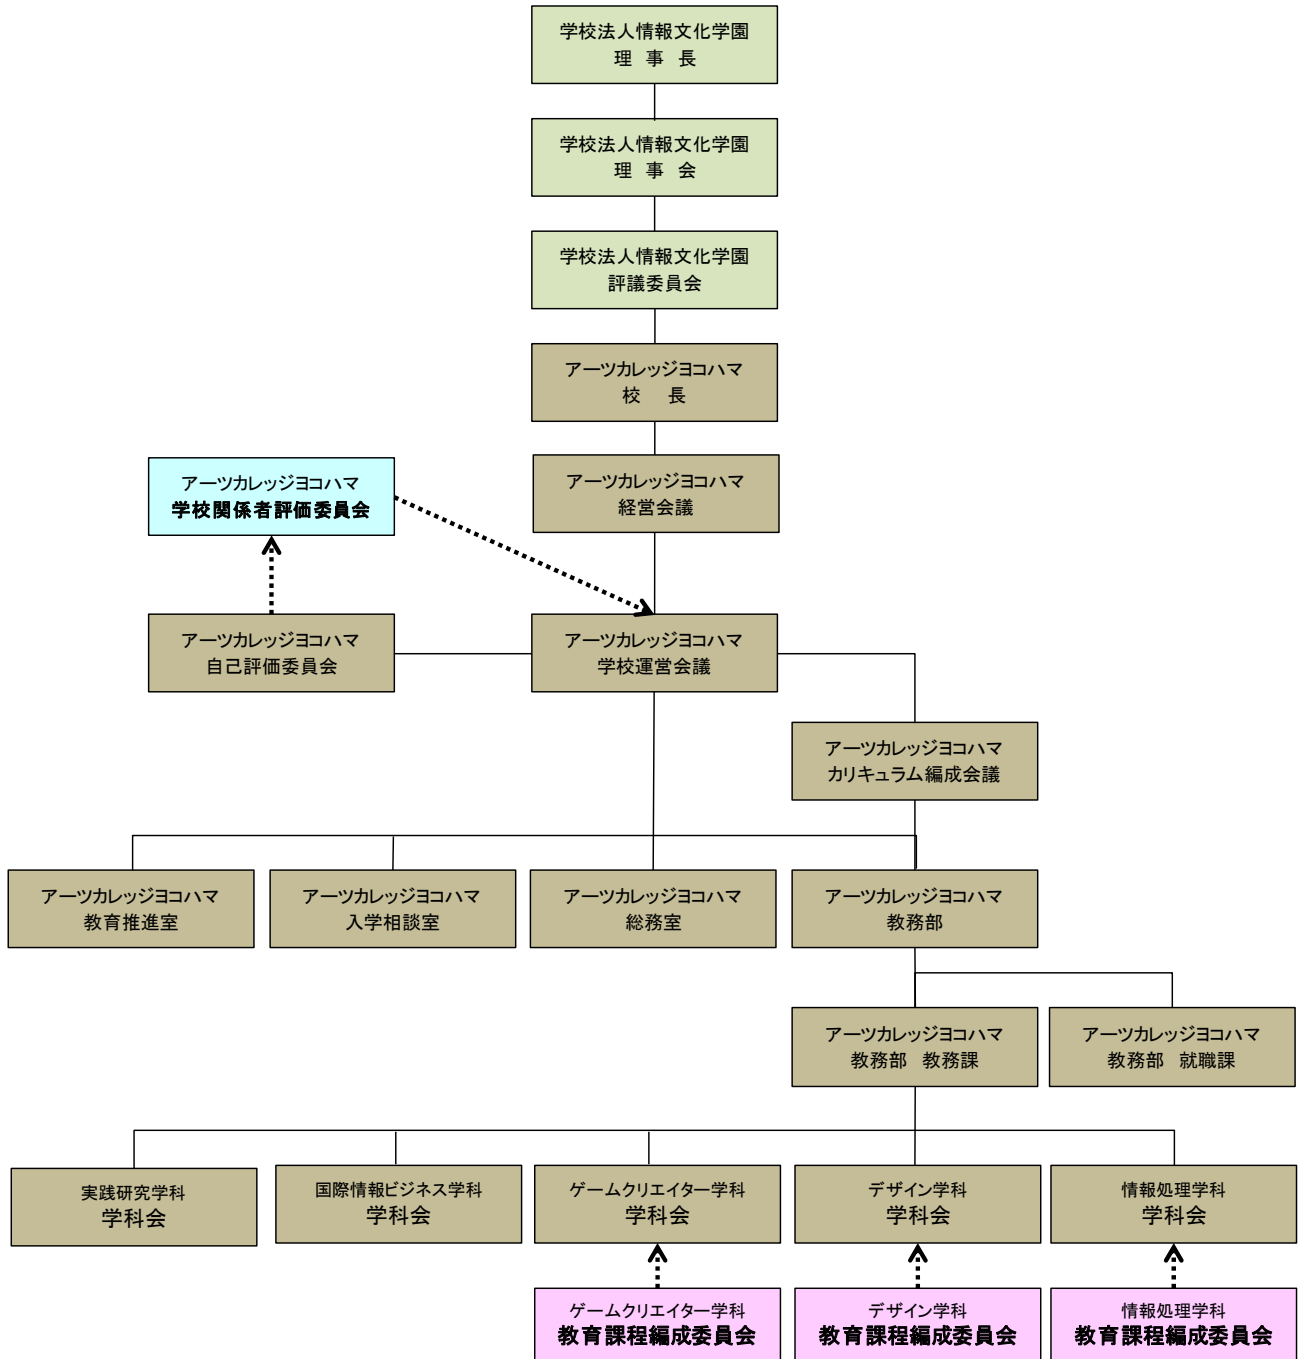 学校法人情報文化学園
理 事 長
学校法人情報文化学園
理 事 会
学校法人情報文化学園
評議委員会
アーツカレッジヨコハマ
校 長
アーツカレッジヨコハマ
学校関係者評価委員会
アーツカレッジヨコハマ
経営会議
アーツカレッジヨコハマ
自己評価委員会
アーツカレッジヨコハマ
学校運営会議
アーツカレッジヨコハマ
カリキュラム編成会議
アーツカレッジヨコハマ
教育推進室
アーツカレッジヨコハマ
入学相談室
アーツカレッジヨコハマ
総務室
アーツカレッジヨコハマ
教務部
アーツカレッジヨコハマ
教務部 教務課
アーツカレッジヨコハマ
教務部 就職課
実践研究学科
学科会
国際情報ビジネス学科
学科会
ゲームクリエイター学科
学科会
デザイン学科
学科会
情報処理学科
学科会
ゲームクリエイター学科
教育課程編成委員会
デザイン学科
教育課程編成委員会
情報処理学科
教育課程編成委員会